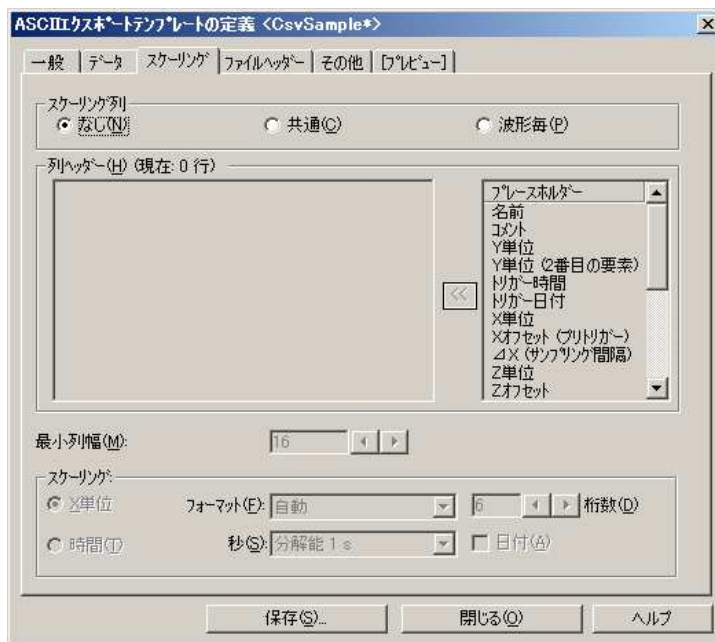 ASCIIエクスポートテンプレートの定義 <CsvSample*>
一般 データ スケーリング ファイルヘッダー その他 [プレビュー]
スケーリング列
なし(N) 共通(C) 波形毎(P)
列ヘッダー(H) (現在: 0 行)
プレースホルダー
名前
コメント
Y単位
Y単位 (2番目の要素)
トリガー時間
トリガー日付
X単位
Xオフセット (プリトリガー)
⊿X (サンプリング間隔)
Z単位
Zオフセット
<<
最小列幅(M): 16
スケーリング:
X単位 フォーマット(F): 自動 6 桁数(D)
時間(T) 秒(S): 分解能 1 s 日付(A)
保存(S)... 閉じる(O) ヘルプ